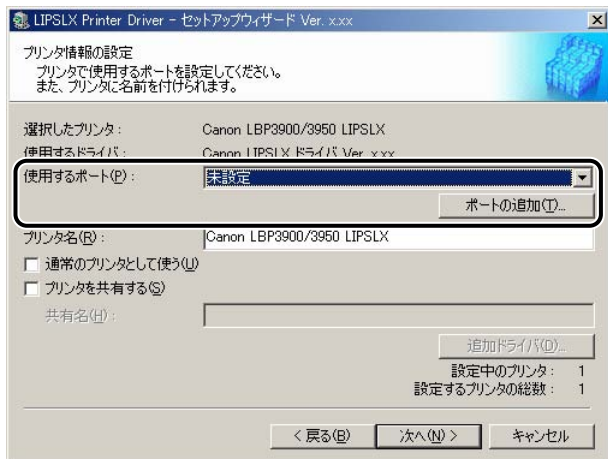 LIPSLX Printer Driver - セットアップウィザード Ver. x.xx
プリンタ情報の設定
プリンタで使用するポートを設定してください。
また、プリンタに名前を付けられます。
選択したプリンタ: Canon LBP3900/3950 LIPSLX
使用するドライバ: Canon LIPSLX ドライバ Ver. x.xx
使用するポート(P): 未設定
ポートの追加(T)...
プリンタ名(R): Canon LBP3900/3950 LIPSLX
通常のプリンタとして使う(U)
プリンタを共有する(S)
共有名(H):
追加ドライバ(D)...
設定中のプリンタ: 1
設定するプリンタの総数: 1
< 戻る(B) 次へ(N) > キャンセル